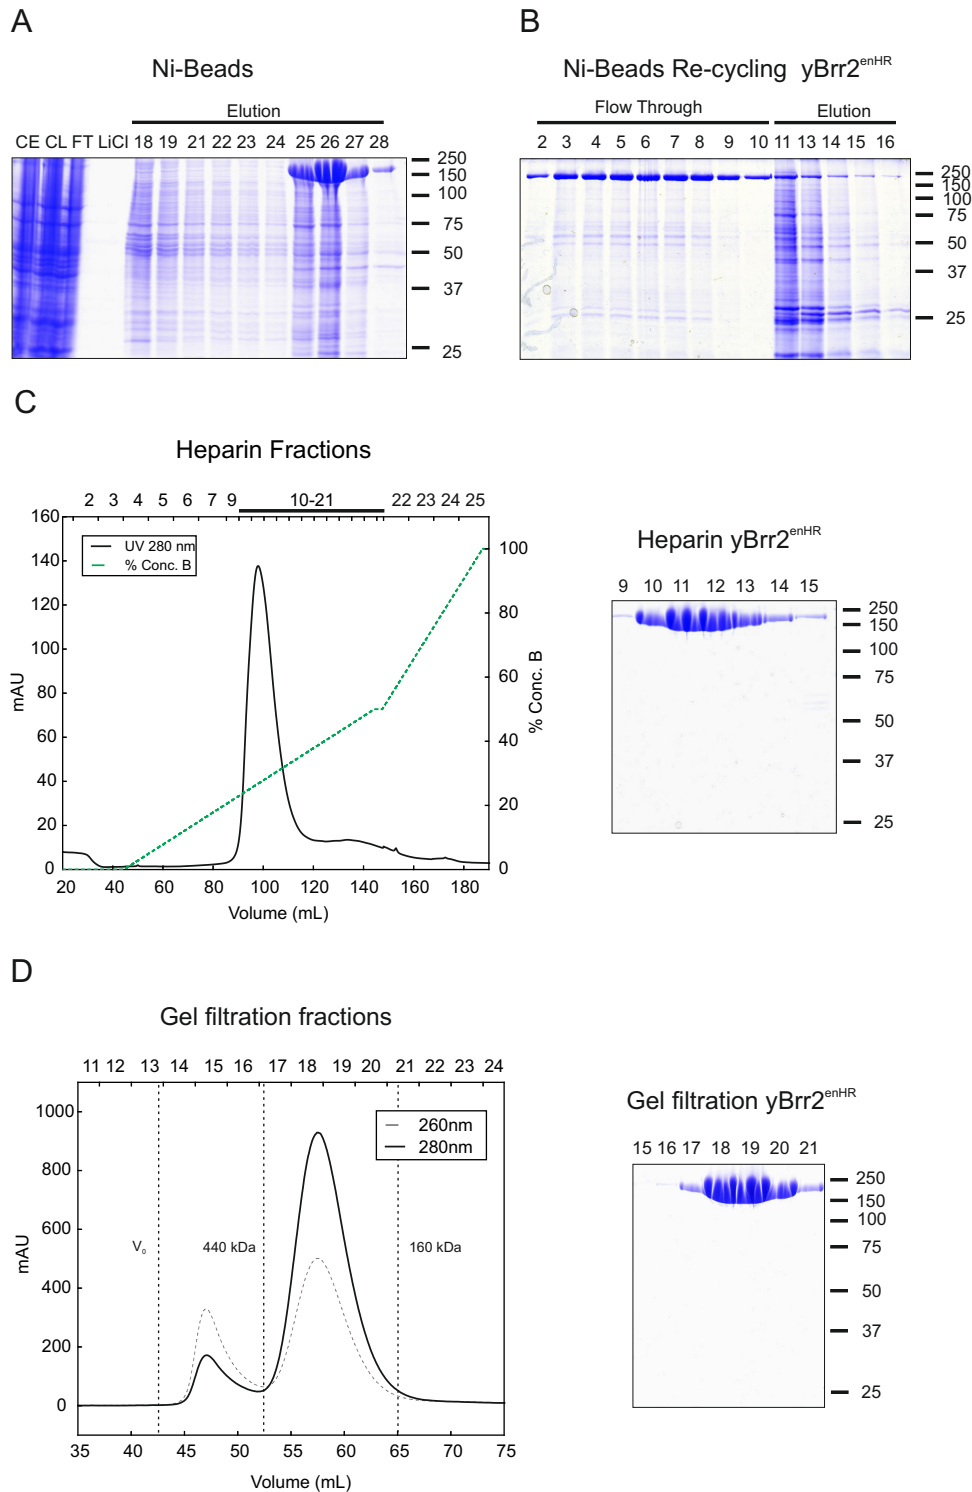 A
Ni-Beads
Elution
CE CL FT LiCl 18 19 21 22 23 24 25 26 27 28
250
150
100
75
50
37
25
B
Ni-Beads Re-cycling yBrr2enHR
Flow Through
Elution
2 3 4 5 6 7 8 9 10 11 13 14 15 16
250
150
100
75
50
37
25
C
Heparin Fractions
2 3 4 5 6 7 9 10-21 22 23 24 25
160
140
120
100
80
60
40
20
0
mAU
UV 280 nm
% Conc. B
100
80
60
40
20
0
% Conc. B
20 40 60 80 100 120 140 160 180
Volume (mL)
Heparin yBrr2enHR
9 10 11 12 13 14 15
250
150
100
75
50
37
25
D
Gel filtration fractions
11 12 13 14 15 16 17 18 19 20 21 22 23 24
1000
800
600
400
200
0
mAU
260nm
280nm
V0
440 kDa
160 kDa
35 40 45 50 55 60 65 70 75
Volume (mL)
Gel filtration yBrr2enHR
15 16 17 18 19 20 21
250
150
100
75
50
37
25